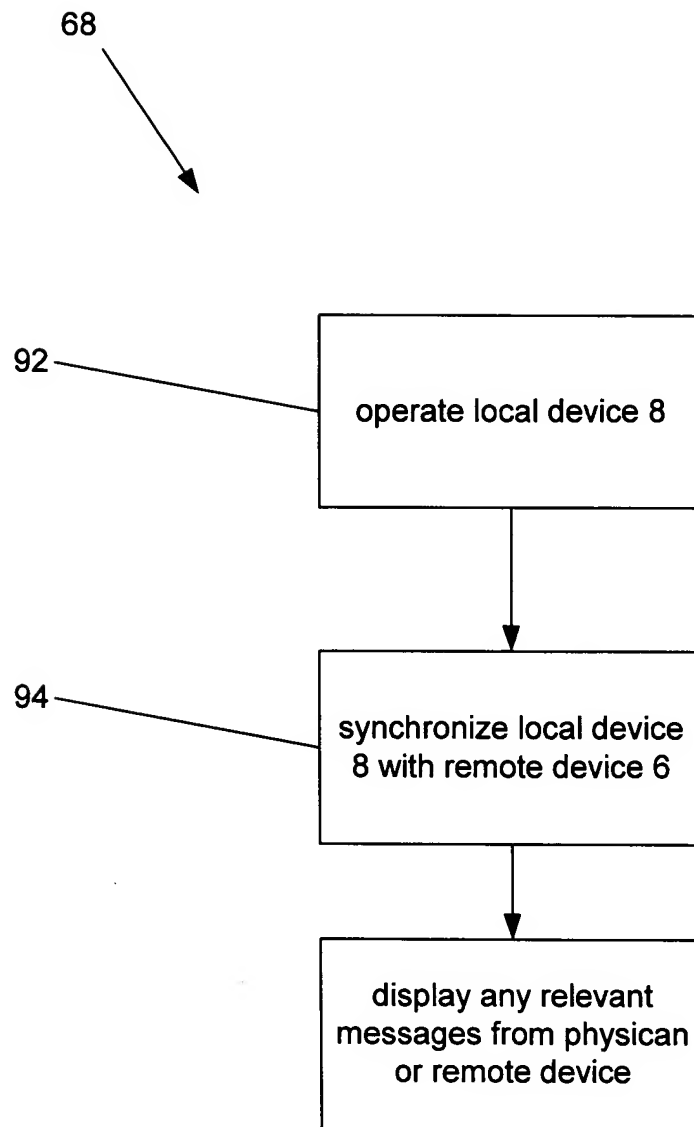 68
92
operate local device 8
94
synchronize local device
8 with remote device 6
display any relevant
messages from physican
or remote device